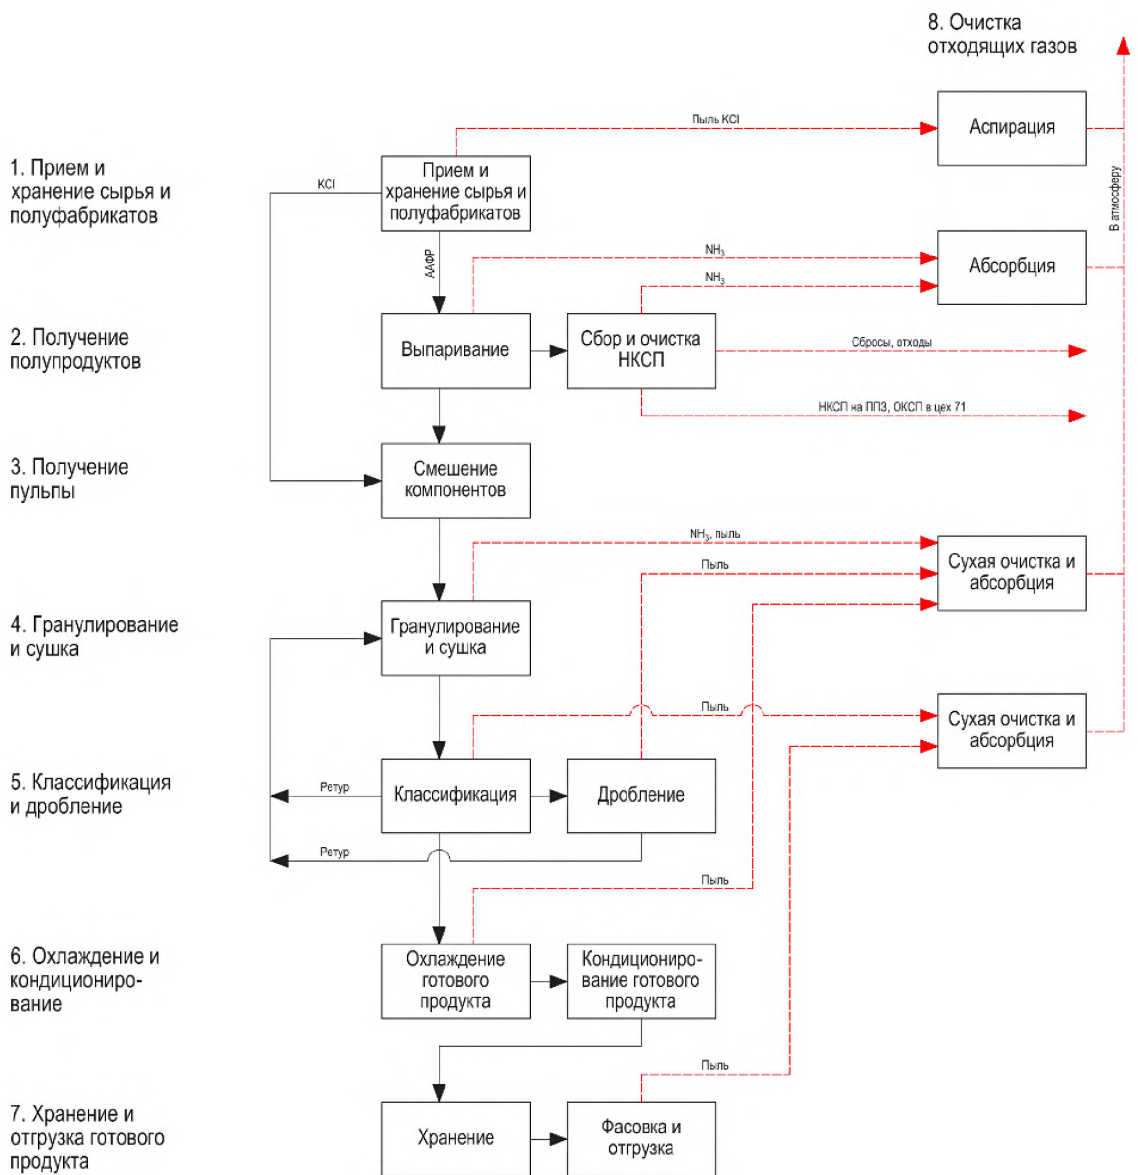 8. Очистка
отходящих газов
Пыль KCl
Аспирация
1. Прием и
хранение сырья и
полуфабрикатов
KCl
Прием и
хранение сырья и
полуфабрикатов
В атмосферу
ААФР
NH₃
NH₃
Абсорбция
2. Получение
полупродуктов
Выпаривание
Сбор и очистка
НКСП
Сбросы, отходы
НКСП на ППЗ, ОКСП в цех 71
3. Получение
пульпы
Смешение
компонентов
NH₃, пыль
Пыль
Сухая очистка и
абсорбция
4. Гранулирование
и сушка
Гранулирование
и сушка
Пыль
Сухая очистка и
абсорбция
5. Классификация
и дробление
Ретур
Классификация
Дробление
Ретур
Пыль
6. Охлаждение и
кондициониро-
вание
Охлаждение
готового
продукта
Кондициониро-
вание готового
продукта
Пыль
7. Хранение и
отгрузка готового
продукта
Хранение
Фасовка и
отгрузка